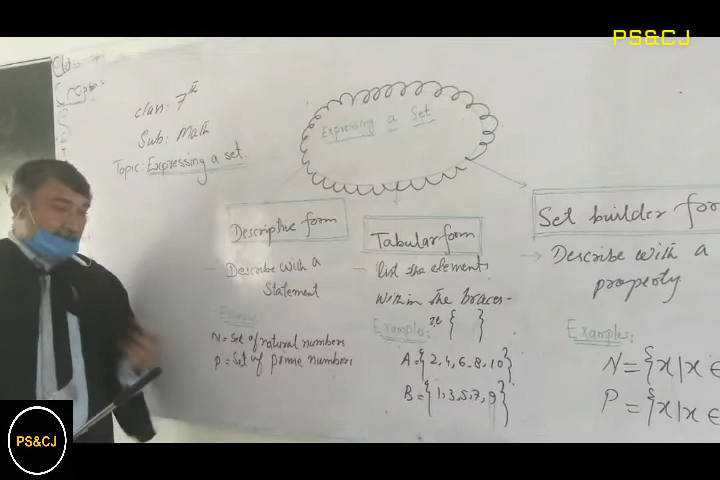 PS&CJ
Class: 7th
Sub: Math
Topic: Expressing a set.
Expressing a Set
Descriptive form
Describe with a
Statement
Example
N = Set of natural numbers
P = Set of prime numbers
Tabular form
list the elements
within the braces.
{ }
Examples:
A={2,4,6,8,10}
B={1,3,5,7,9}
Set builder for
Describe with a
property
Examples:
N={x|x ∈
P={x|x ∈
PS&CJ